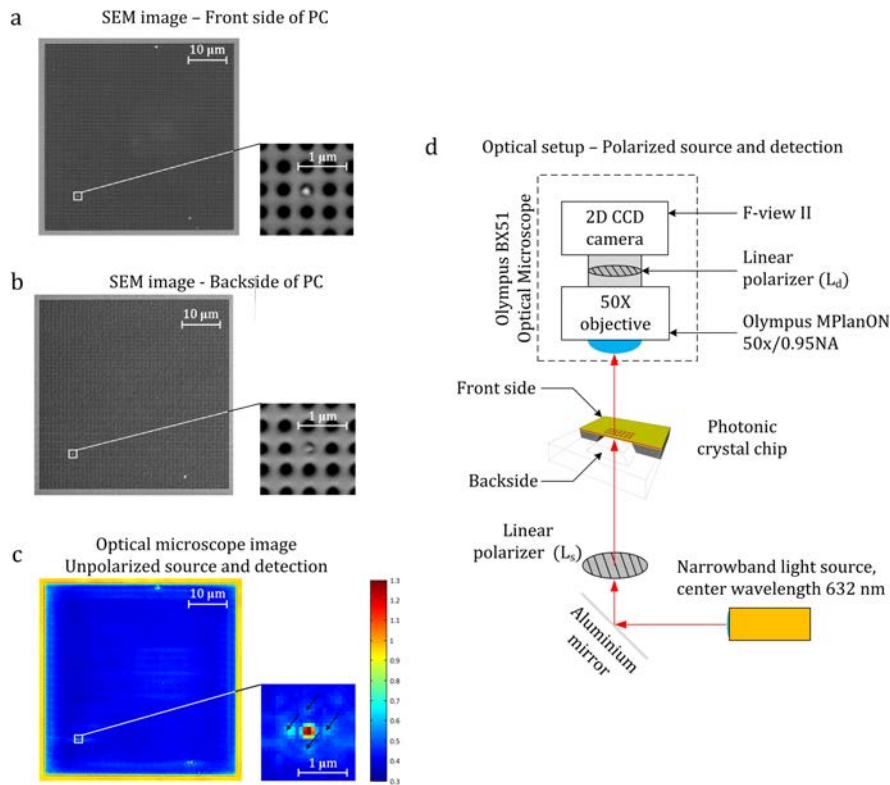 a
SEM image – Front side of PC
10 µm
1 µm
b
SEM image - Backside of PC
10 µm
1 µm
c
Optical microscope image
Unpolarized source and detection
10 µm
1 µm
1.3
1.2
1.1
1
0.9
0.8
0.7
0.6
0.5
0.4
0.3
d
Optical setup – Polarized source and detection
Olympus BX51
Optical Microscope
2D CCD
camera
F-view II
Linear
polarizer (Ld)
50X
objective
Olympus MPlanON
50x/0.95NA
Front side
Photonic
crystal chip
Backside
Linear
polarizer (Ls)
Narrowband light source,
center wavelength 632 nm
Aluminium
mirror